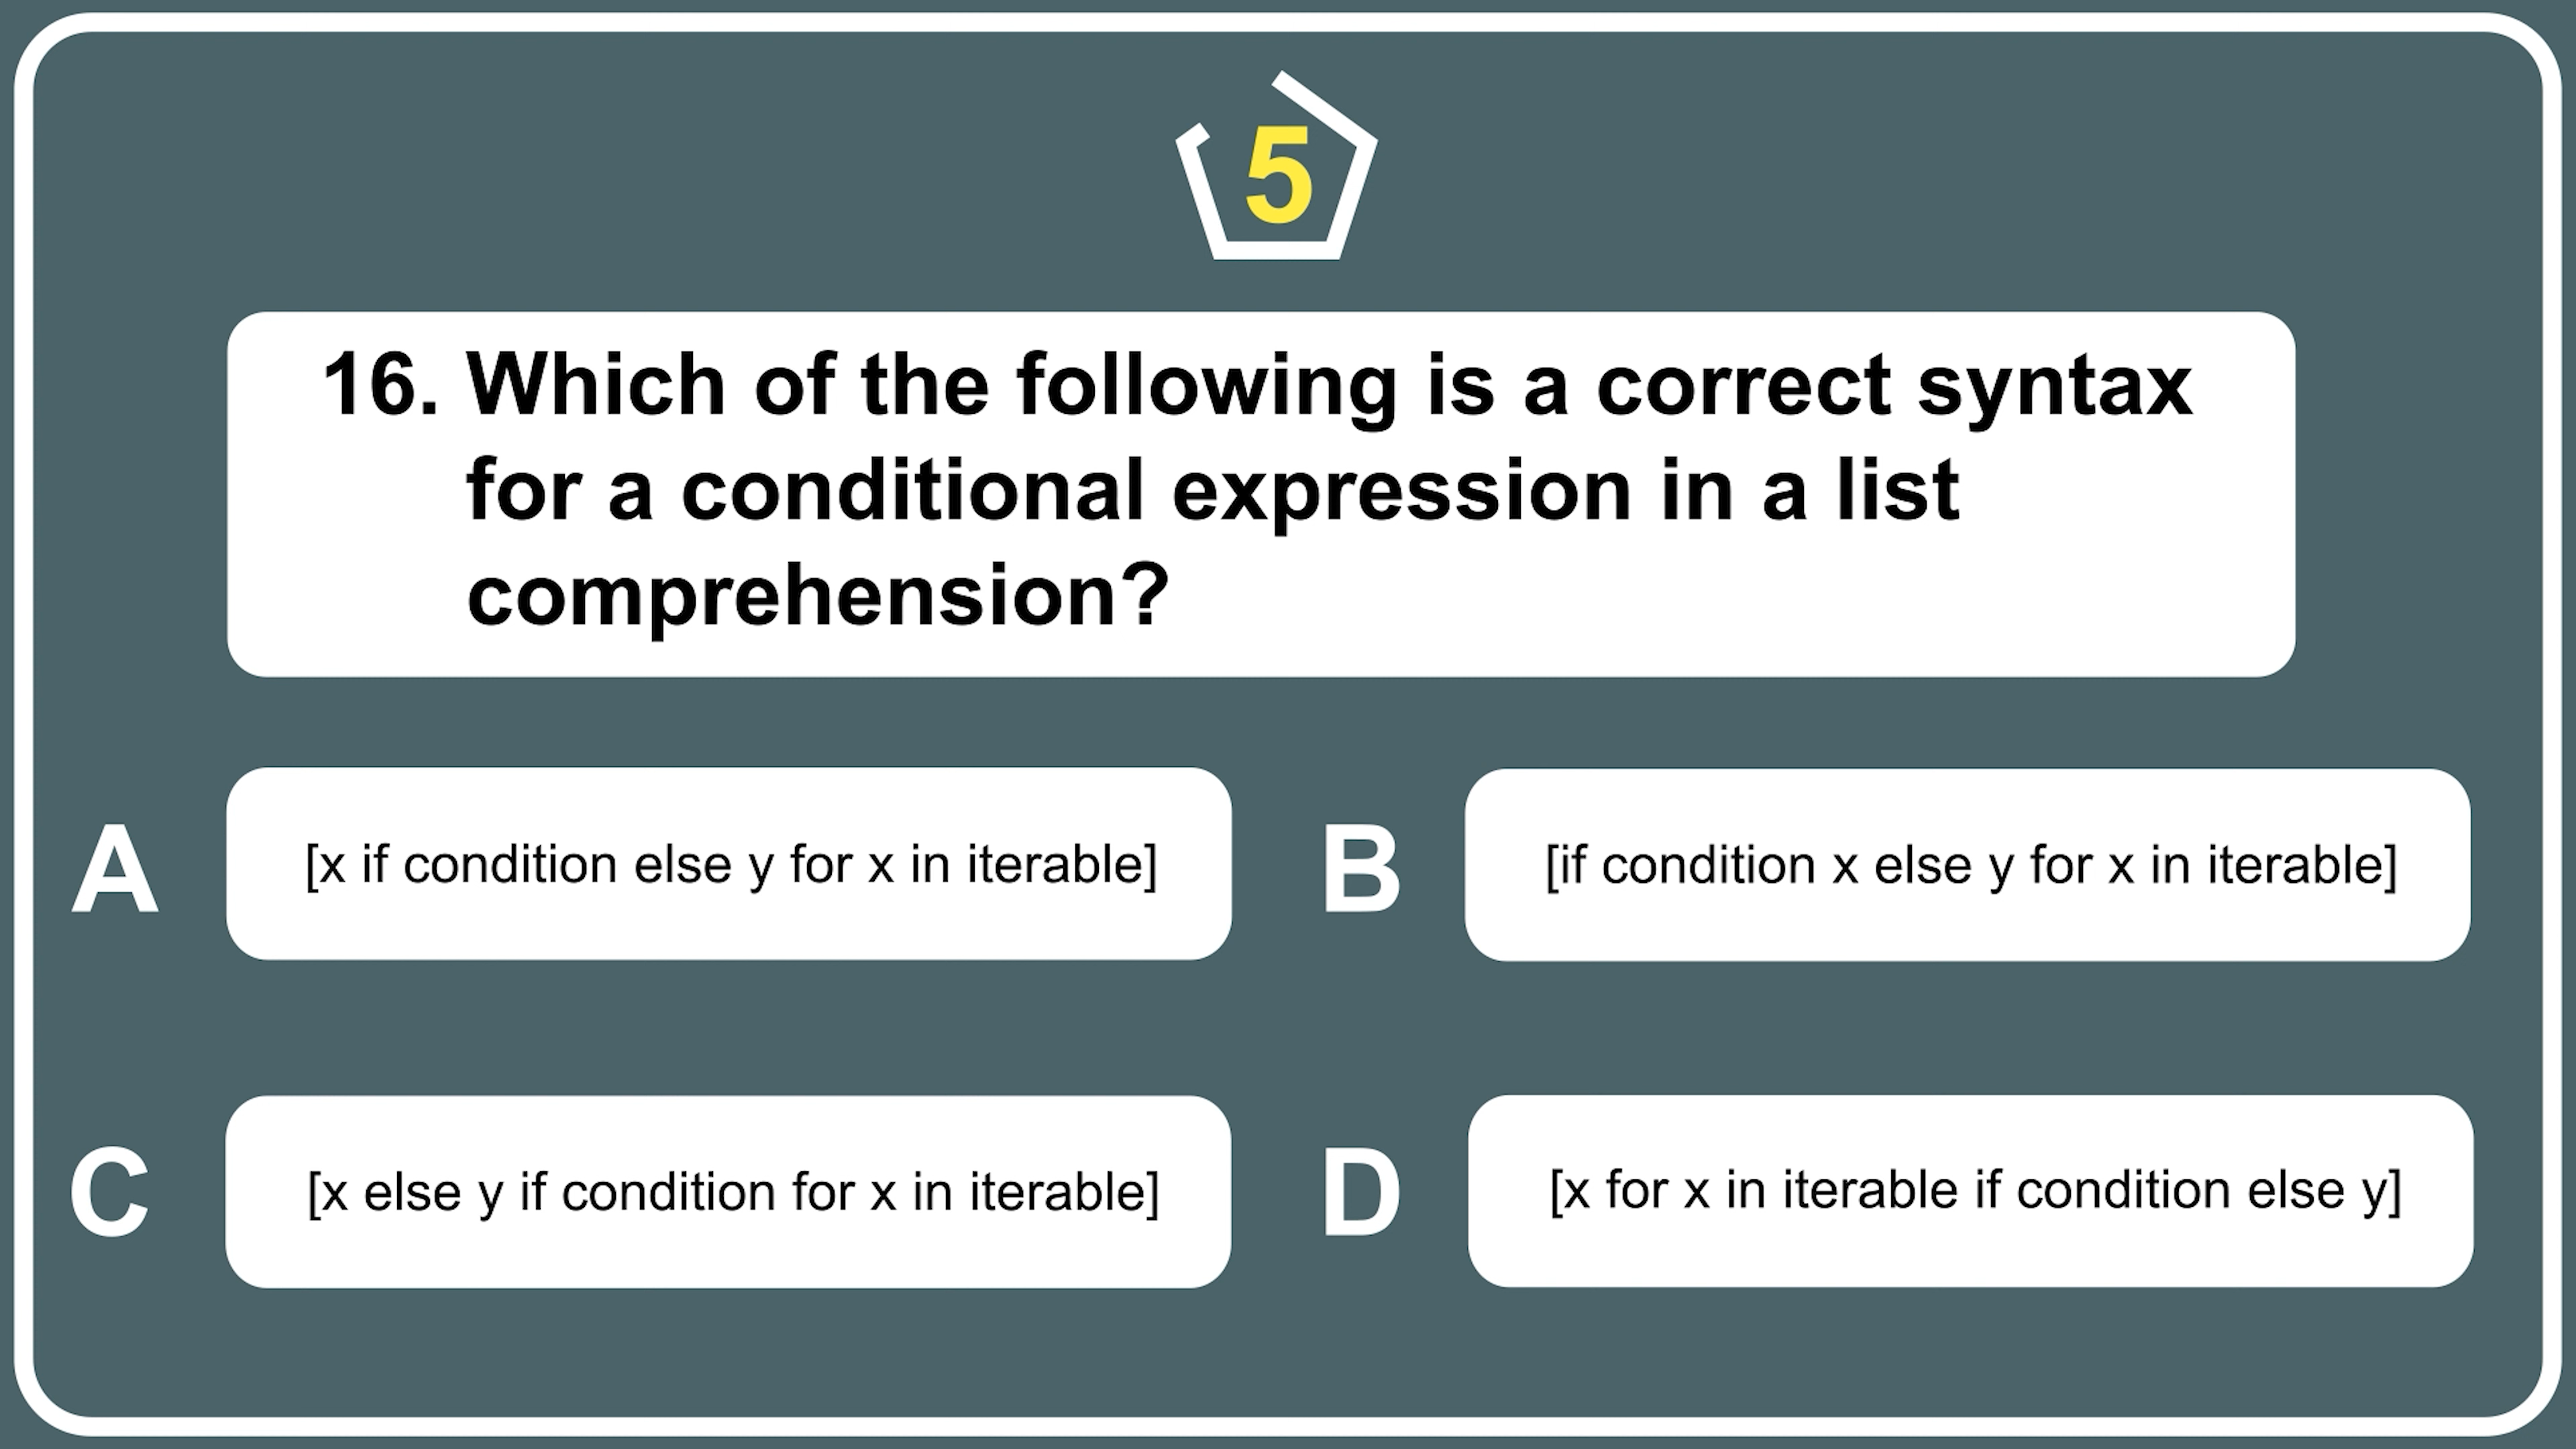 5
16. Which of the following is a correct syntax
for a conditional expression in a list
comprehension?
A [x if condition else y for x in iterable]
B [if condition x else y for x in iterable]
C [x else y if condition for x in iterable]
D [x for x in iterable if condition else y]